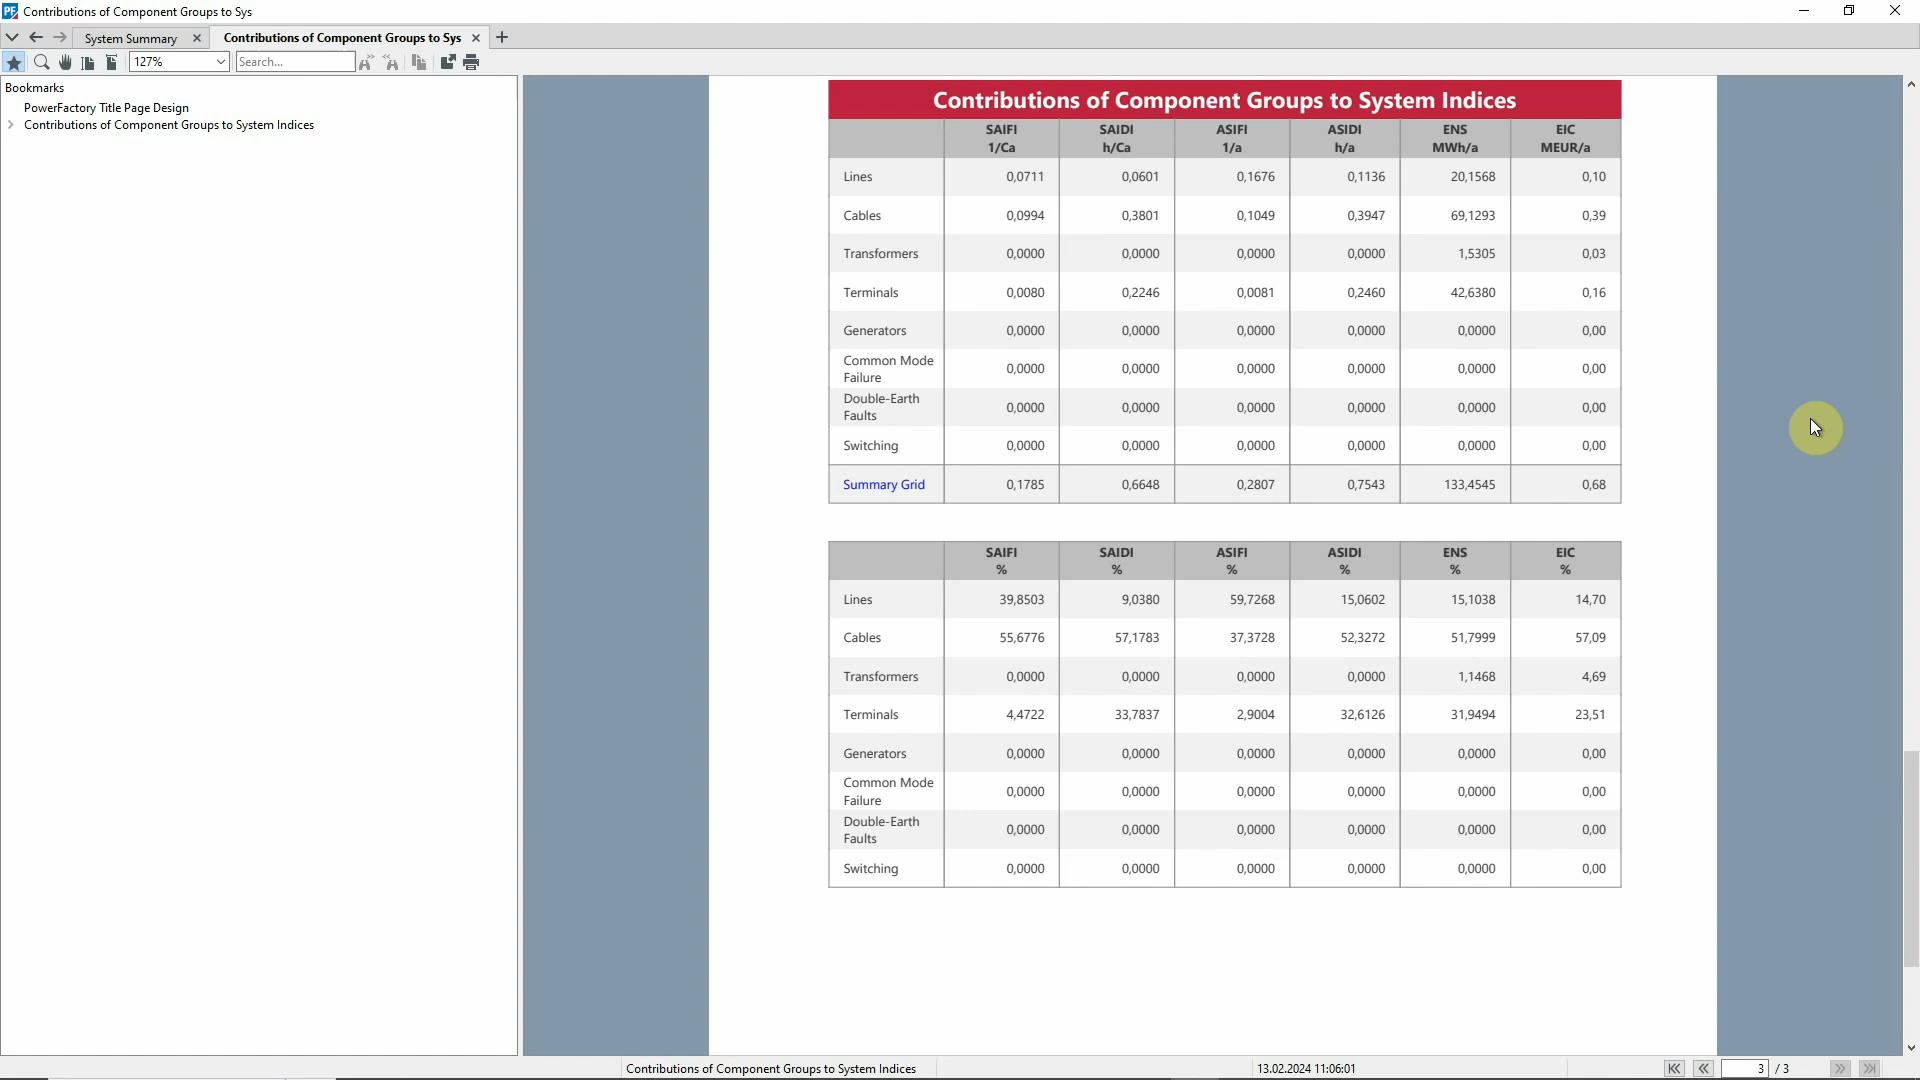 PF Contributions of Component Groups to Sys
System Summary
Contributions of Component Groups to Sys
127%
Search...
Bookmarks
PowerFactory Title Page Design
Contributions of Component Groups to System Indices
Contributions of Component Groups to System Indices
SAIFI SAIDI ASIFI ASIDI ENS EIC
1/Ca h/Ca 1/a h/a MWh/a MEUR/a
Lines 0,0711 0,0601 0,1676 0,1136 20,1568 0,10
Cables 0,0994 0,3801 0,1049 0,3947 69,1293 0,39
Transformers 0,0000 0,0000 0,0000 0,0000 1,5305 0,03
Terminals 0,0080 0,2246 0,0081 0,2460 42,6380 0,16
Generators 0,0000 0,0000 0,0000 0,0000 0,0000 0,00
Common Mode
Failure 0,0000 0,0000 0,0000 0,0000 0,0000 0,00
Double-Earth
Faults 0,0000 0,0000 0,0000 0,0000 0,0000 0,00
Switching 0,0000 0,0000 0,0000 0,0000 0,0000 0,00
Summary Grid 0,1785 0,6648 0,2807 0,7543 133,4545 0,68
SAIFI SAIDI ASIFI ASIDI ENS EIC
% % % % % %
Lines 39,8503 9,0380 59,7268 15,0602 15,1038 14,70
Cables 55,6776 57,1783 37,3728 52,3272 51,7999 57,09
Transformers 0,0000 0,0000 0,0000 0,0000 1,1468 4,69
Terminals 4,4722 33,7837 2,9004 32,6126 31,9494 23,51
Generators 0,0000 0,0000 0,0000 0,0000 0,0000 0,00
Common Mode
Failure 0,0000 0,0000 0,0000 0,0000 0,0000 0,00
Double-Earth
Faults 0,0000 0,0000 0,0000 0,0000 0,0000 0,00
Switching 0,0000 0,0000 0,0000 0,0000 0,0000 0,00
Contributions of Component Groups to System Indices
13.02.2024 11:06:01
3 / 3